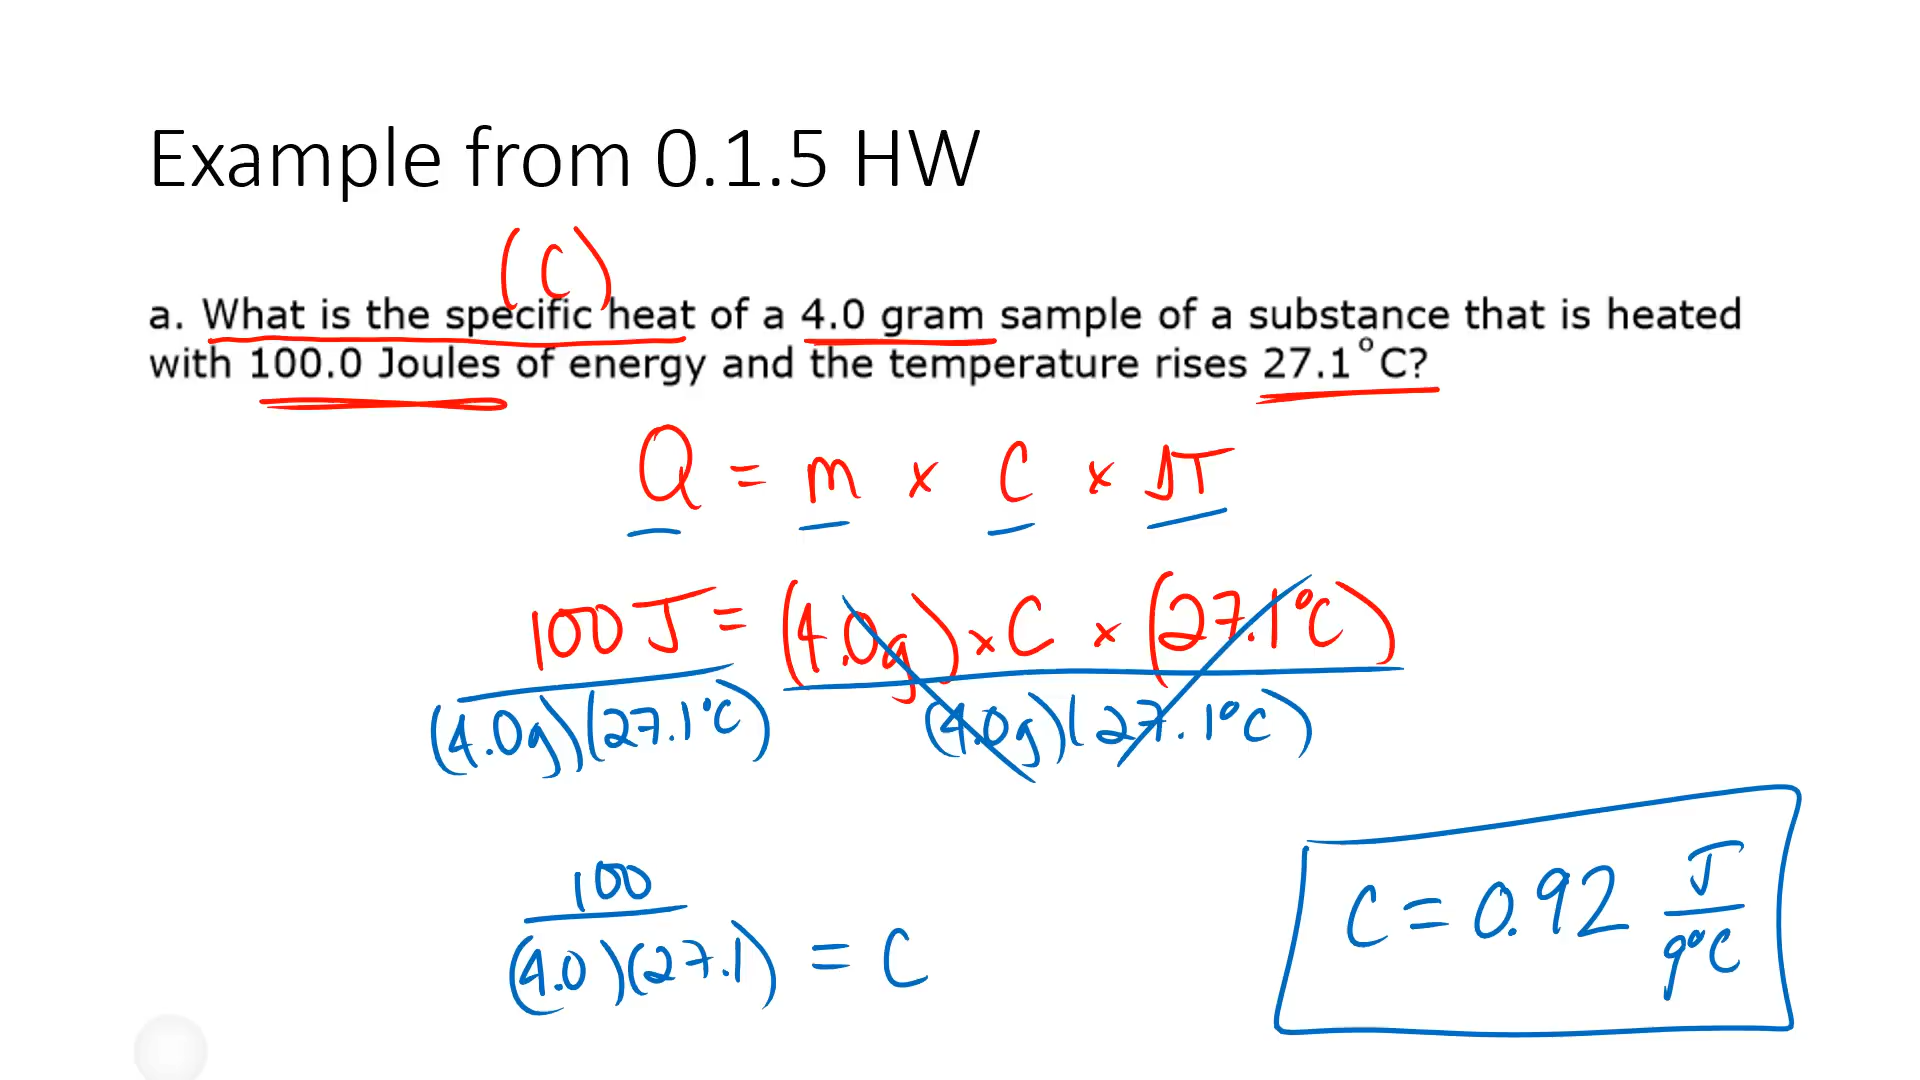 Example from 0.1.5 HW
(C)
a. What is the specific heat of a 4.0 gram sample of a substance that is heated
with 100.0 Joules of energy and the temperature rises 27.1°C?
Q = m × C × ΔT
100 J = (4.0g) × C × (27.1°C)
(4.0g)(27.1°C) (4.0g)(27.1°C)
100
(4.0)(27.1) = C
C = 0.92 J
g°C